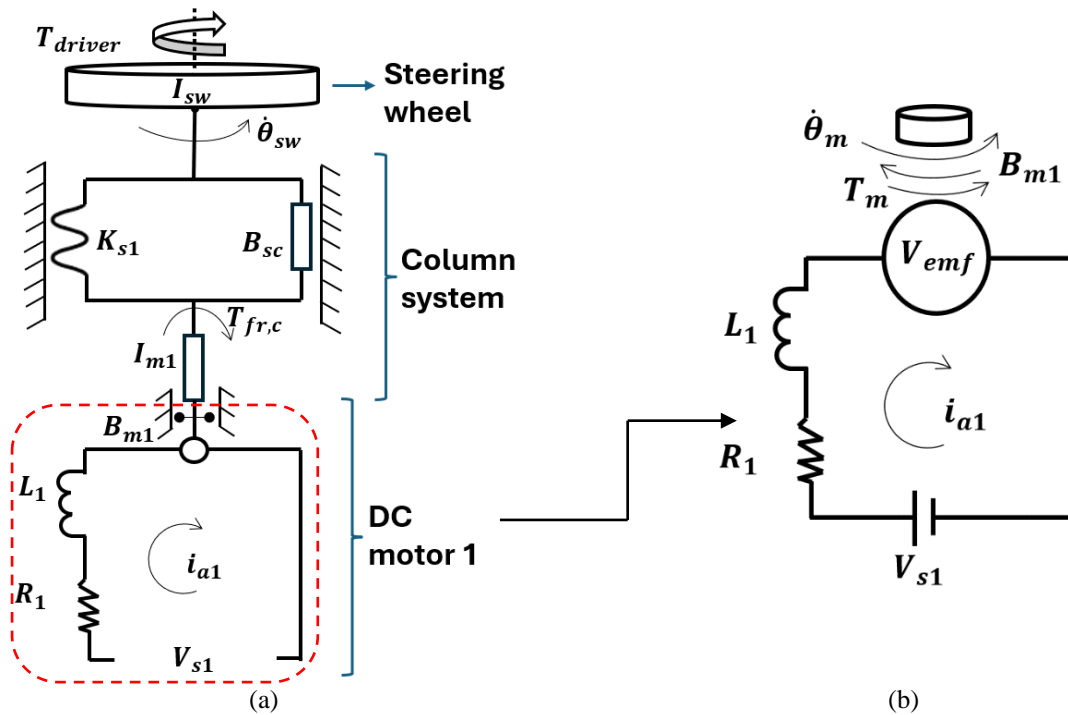 T_driver
I_sw
Steering
wheel
θ̇_sw
K_s1
B_sc
Column
system
T_fr,c
I_m1
B_m1
L_1
i_a1
R_1
V_s1
DC
motor 1
(a)
θ̇_m
B_m1
T_m
V_emf
L_1
i_a1
R_1
V_s1
(b)